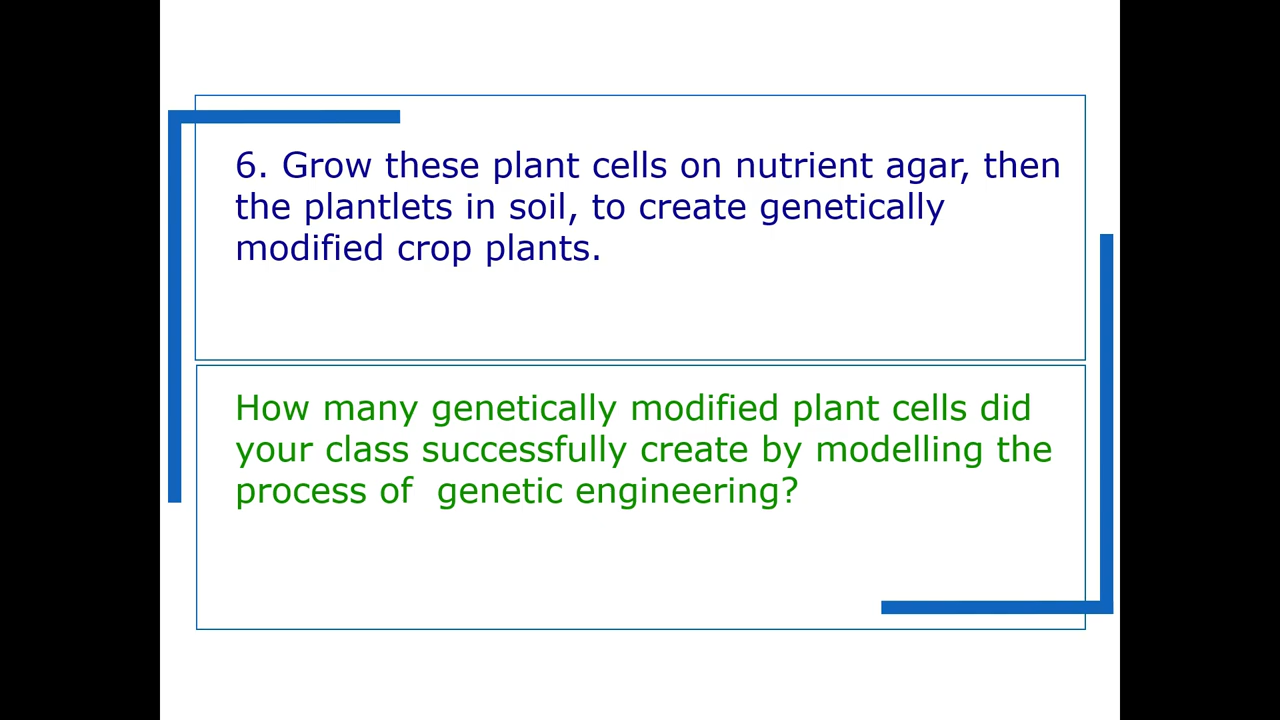 6. Grow these plant cells on nutrient agar, then
the plantlets in soil, to create genetically
modified crop plants.
How many genetically modified plant cells did
your class successfully create by modelling the
process of  genetic engineering?